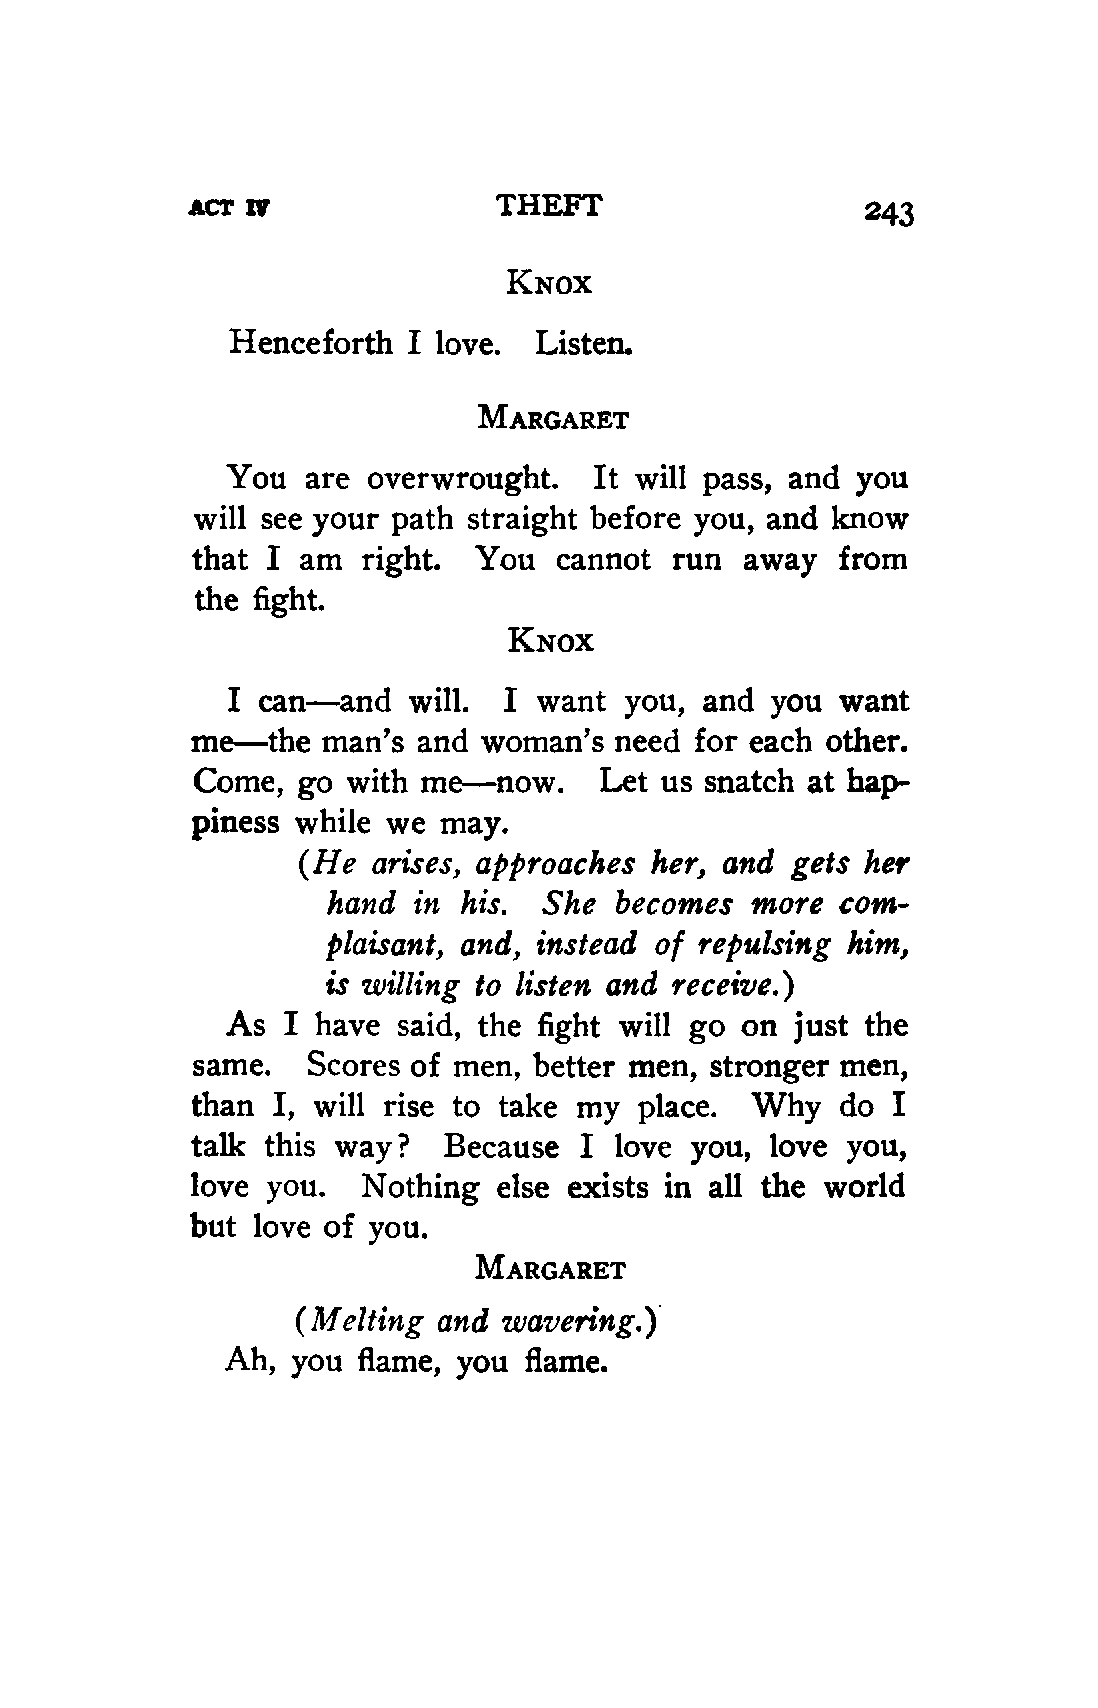 ACT IV THEFT 243
KNOX
Henceforth I love. Listen.
MARGARET
You are overwrought. It will pass, and you
will see your path straight before you, and know
that I am right. You cannot run away from
the fight.
KNOX
I can—and will. I want you, and you want
me—the man's and woman's need for each other.
Come, go with me—now. Let us snatch at hap-
piness while we may.
(He arises, approaches her, and gets her
hand in his. She becomes more com-
plaisant, and, instead of repulsing him,
is willing to listen and receive.)
As I have said, the fight will go on just the
same. Scores of men, better men, stronger men,
than I, will rise to take my place. Why do I
talk this way? Because I love you, love you,
love you. Nothing else exists in all the world
but love of you.
MARGARET
(Melting and wavering.)
Ah, you flame, you flame.